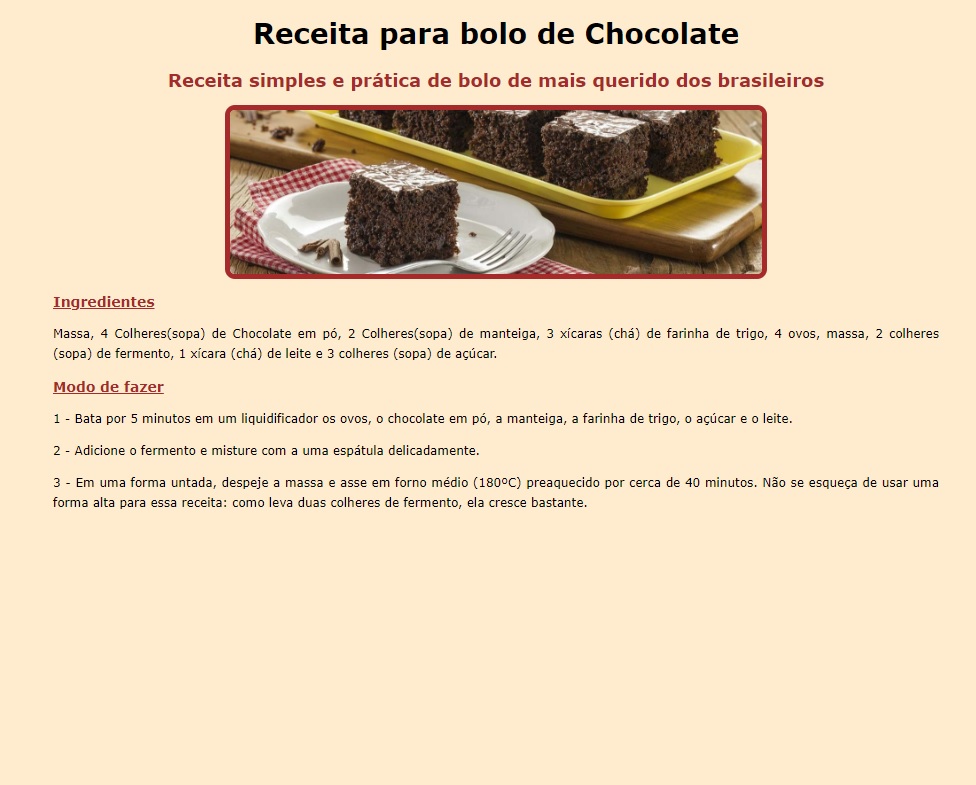 Receita para bolo de Chocolate
Receita simples e prática de bolo de mais querido dos brasileiros
Ingredientes
Massa, 4 Colheres(sopa) de Chocolate em pó, 2 Colheres(sopa) de manteiga, 3 xícaras (chá) de farinha de trigo, 4 ovos, massa, 2 colheres
(sopa) de fermento, 1 xícara (chá) de leite e 3 colheres (sopa) de açúcar.
Modo de fazer
1 - Bata por 5 minutos em um liquidificador os ovos, o chocolate em pó, a manteiga, a farinha de trigo, o açúcar e o leite.
2 - Adicione o fermento e misture com a uma espátula delicadamente.
3 - Em uma forma untada, despeje a massa e asse em forno médio (180ºC) preaquecido por cerca de 40 minutos. Não se esqueça de usar uma
forma alta para essa receita: como leva duas colheres de fermento, ela cresce bastante.